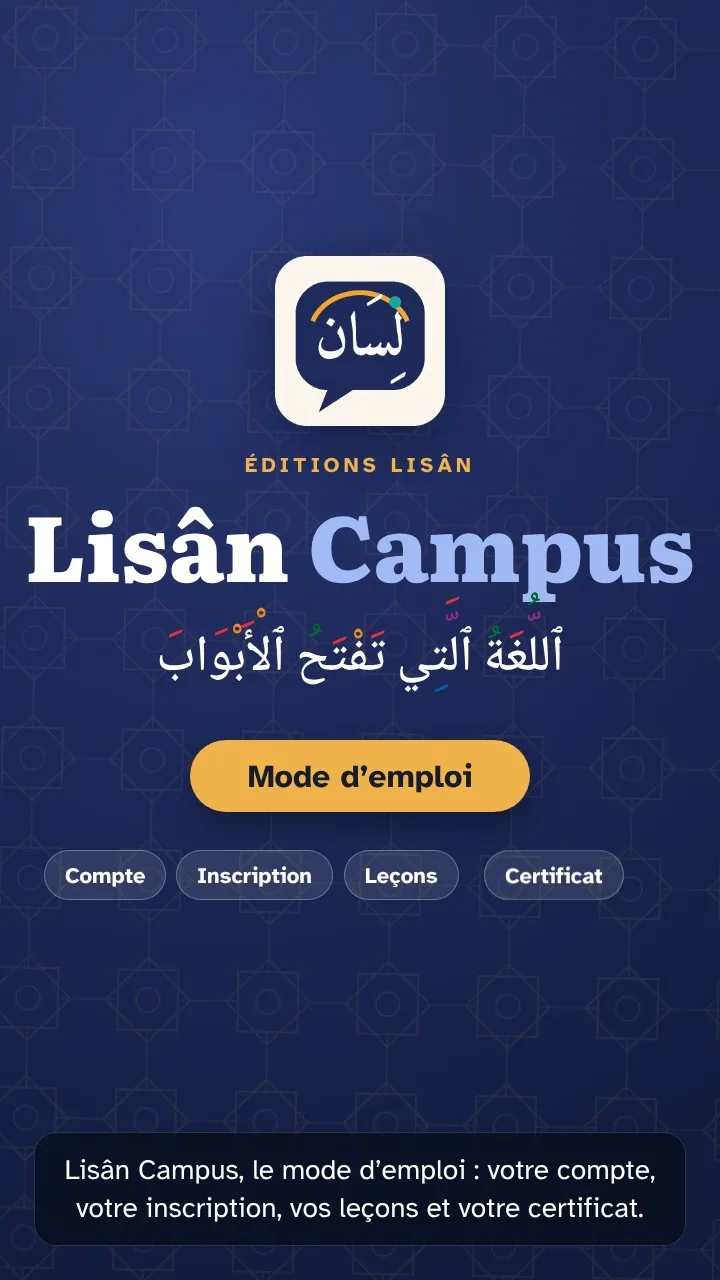 لِسَان
ÉDITIONS LISÂN
Lisân Campus
ٱللُّغَةُ ٱلَّتِي تَفْتَحُ ٱلْأَبْوَابَ
Mode d’emploi
Compte Inscription Leçons Certificat
Lisân Campus, le mode d’emploi : votre compte,
votre inscription, vos leçons et votre certificat.